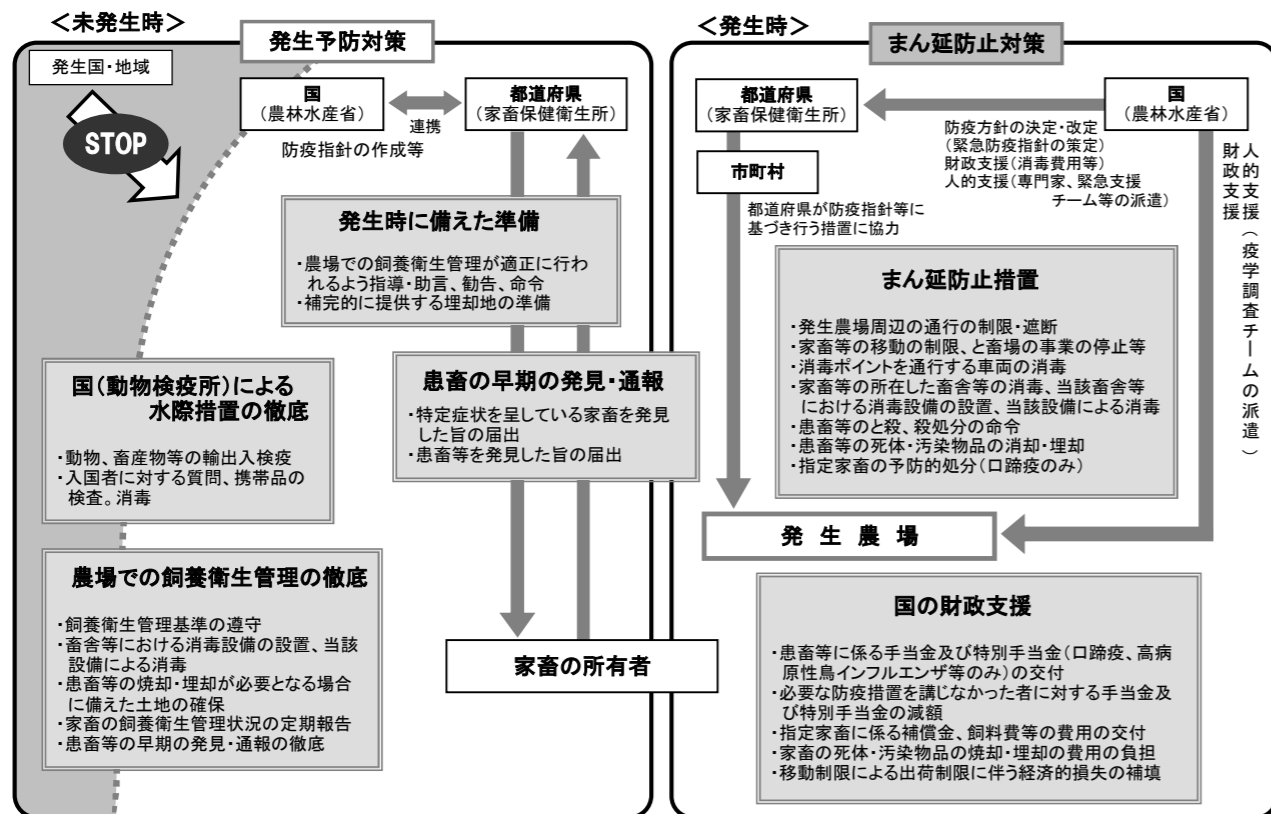 ＜未発生時＞
発生予防対策
発生国・地域
STOP
国
（農林水産省）
連携
都道府県
（家畜保健衛生所）
防疫指針の作成等
発生時に備えた準備
・農場での飼養衛生管理が適正に行わ
れるよう指導・助言、勧告、命令
・補完的に提供する埋却地の準備
国（動物検疫所）による
水際措置の徹底
・動物、畜産物等の輸出入検疫
・入国者に対する質問、携帯品の
検査。消毒
患畜の早期の発見・通報
・特定症状を呈している家畜を発見
した旨の届出
・患畜等を発見した旨の届出
農場での飼養衛生管理の徹底
・飼養衛生管理基準の遵守
・畜舎等における消毒設備の設置、当該
設備による消毒
・患畜等の焼却・埋却が必要となる場合
に備えた土地の確保
・家畜の飼養衛生管理状況の定期報告
・患畜等の早期の発見・通報の徹底
家畜の所有者
＜発生時＞
まん延防止対策
都道府県
（家畜保健衛生所）
国
（農林水産省）
防疫方針の決定・改定
（緊急防疫指針の策定）
財政支援（消毒費用等）
人的支援（専門家、緊急支援
チーム等の派遣）
人的支援（疫学調査チームの派遣）
財政支援
市町村
都道府県が防疫指針等に
基づき行う措置に協力
まん延防止措置
・発生農場周辺の通行の制限・遮断
・家畜等の移動の制限、と畜場の事業の停止等
・消毒ポイントを通行する車両の消毒
・家畜等の所在した畜舎等の消毒、当該畜舎等
における消毒設備の設置、当該設備による消毒
・患畜等のと殺、殺処分の命令
・患畜等の死体・汚染物品の消却・埋却
・指定家畜の予防的処分（口蹄疫のみ）
発生農場
国の財政支援
・患畜等に係る手当金及び特別手当金（口蹄疫、高病
原性鳥インフルエンザ等のみ）の交付
・必要な防疫措置を講じなかった者に対する手当金及
び特別手当金の減額
・指定家畜に係る補償金、飼料費等の費用の交付
・家畜の死体・汚染物品の焼却・埋却の費用の負担
・移動制限による出荷制限に伴う経済的損失の補填